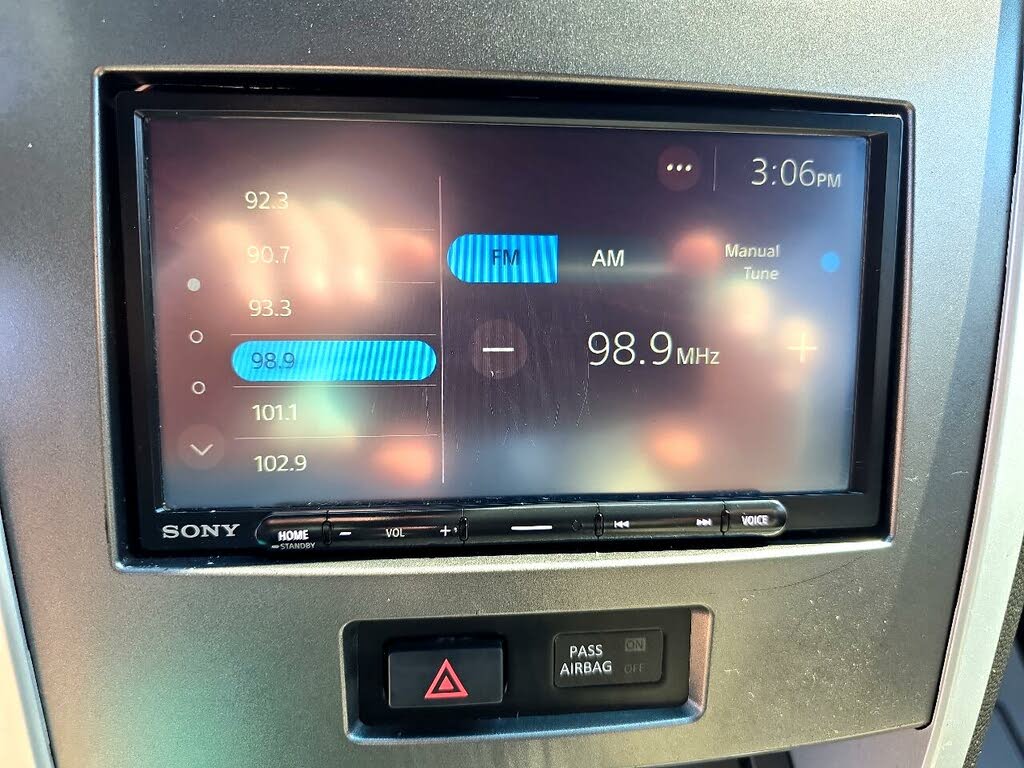 3:06PM
92.3
90.7
93.3
98.9
101.1
102.9
FM AM
Manual
Tune
98.9MHz
SONY
HOME
STANDBY
VOL
VOICE
PASS
AIRBAG
ON
OFF